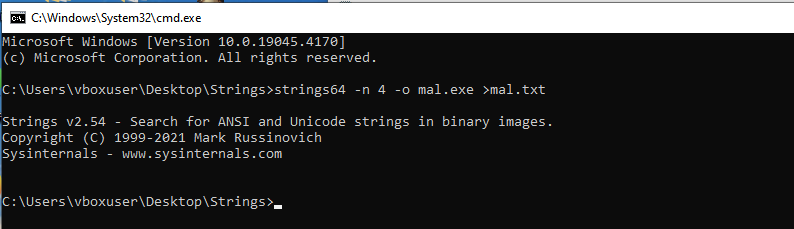 C:\Windows\System32\cmd.exe
Microsoft Windows [Version 10.0.19045.4170]
(c) Microsoft Corporation. All rights reserved.
C:\Users\vboxuser\Desktop\Strings>strings64 -n 4 -o mal.exe >mal.txt
Strings v2.54 - Search for ANSI and Unicode strings in binary images.
Copyright (C) 1999-2021 Mark Russinovich
Sysinternals - www.sysinternals.com
C:\Users\vboxuser\Desktop\Strings>